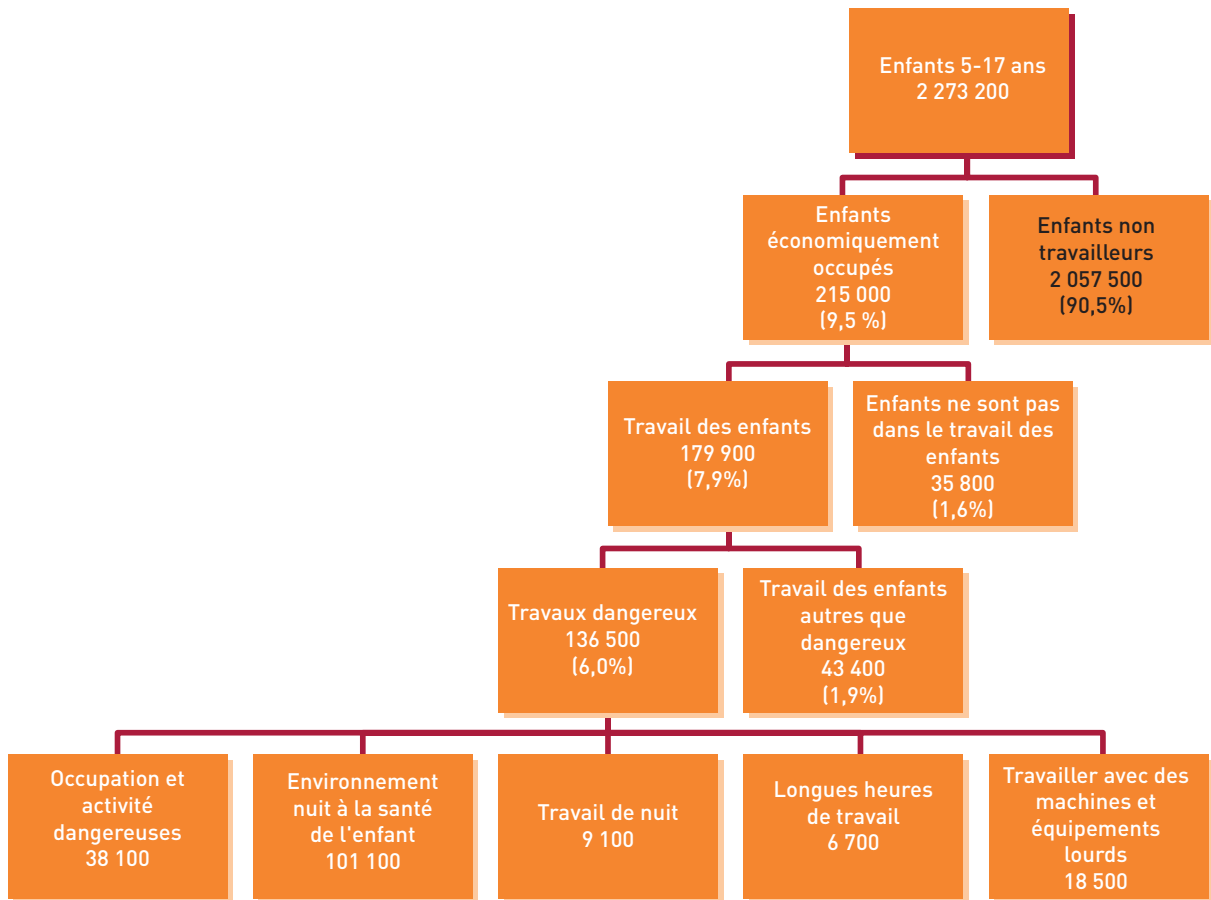 Enfants 5-17 ans
2 273 200
Enfants
économiquement
occupés
215 000
(9,5 %)
Enfants non
travailleurs
2 057 500
(90,5%)
Travail des enfants
179 900
(7,9%)
Enfants ne sont pas
dans le travail des
enfants
35 800
(1,6%)
Travaux dangereux
136 500
(6,0%)
Travail des enfants
autres que
dangereux
43 400
(1,9%)
Occupation et
activité
dangereuses
38 100
Environnement
nuit à la santé
de l'enfant
101 100
Travail de nuit
9 100
Longues heures
de travail
6 700
Travailler avec des
machines et
équipements
lourds
18 500